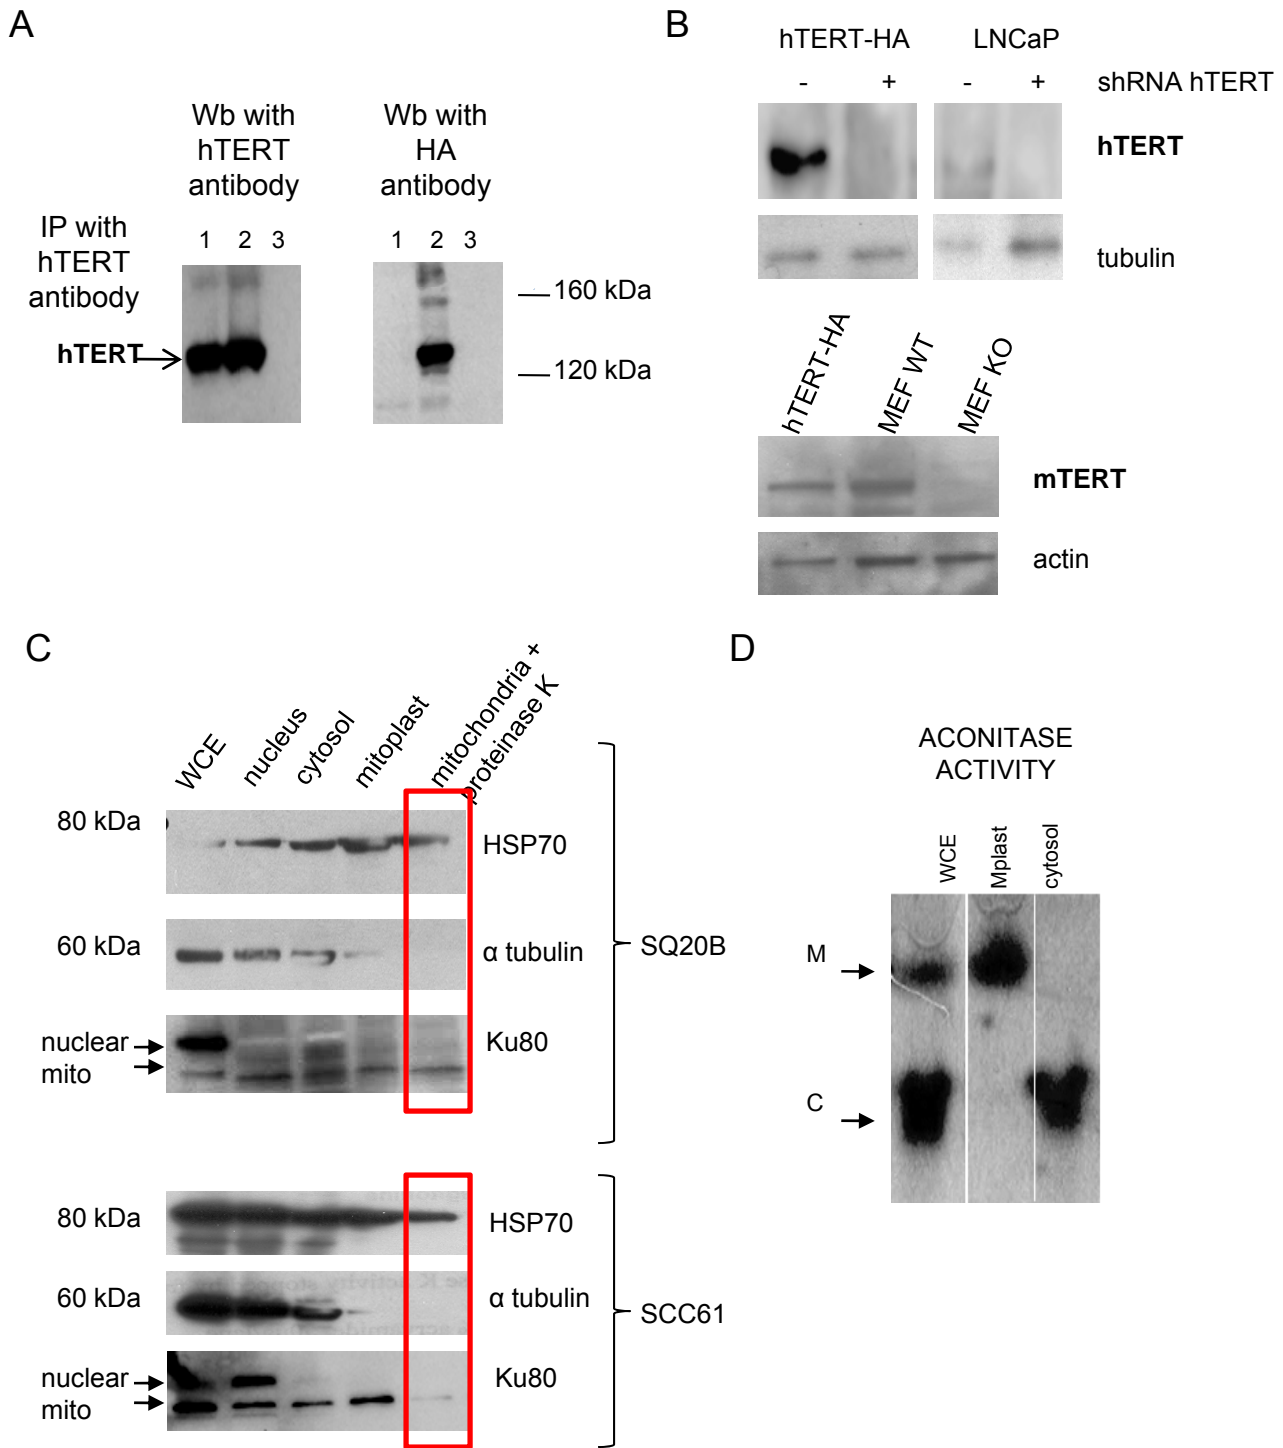 A
Wb with
hTERT
antibody
Wb with
HA
antibody
IP with
hTERT
antibody
1 2 3
1 2 3
hTERT
160 kDa
120 kDa
B
hTERT-HA
LNCaP
- + - + shRNA hTERT
hTERT
tubulin
hTERT-HA
MEF WT
MEF KO
mTERT
actin
C
WCE
nucleus
cytosol
mitoplast
mitochondria +
proteinase K
80 kDa
HSP70
60 kDa
α tubulin
nuclear
mito
Ku80
SQ20B
80 kDa
HSP70
60 kDa
α tubulin
nuclear
mito
Ku80
SCC61
D
ACONITASE
ACTIVITY
WCE
Mplast
cytosol
M
C